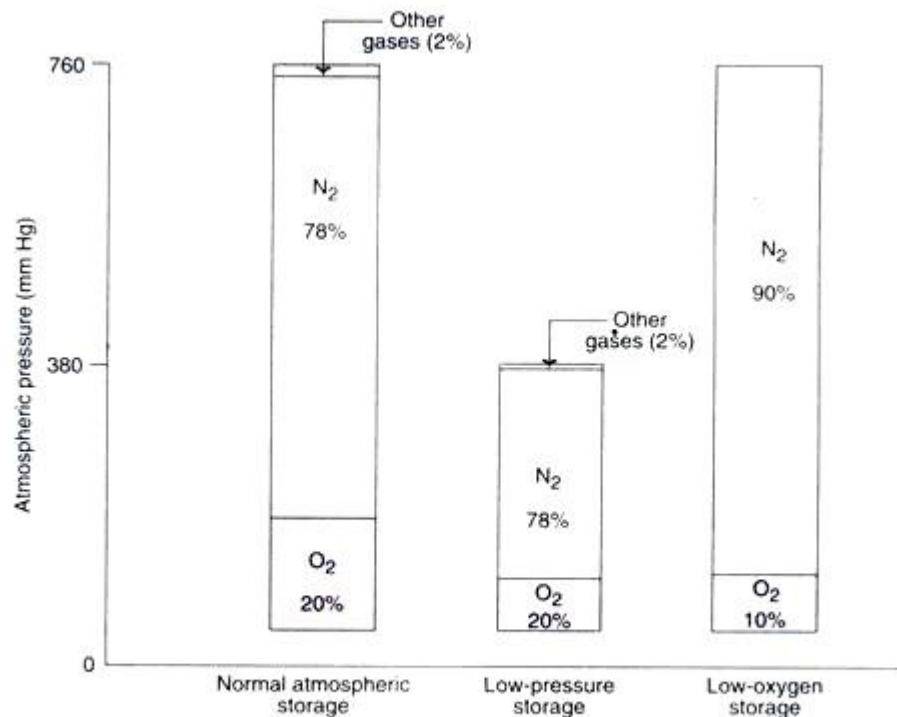 Other
gases (2%)
760
N₂
78%
N₂
90%
Other
gases (2%)
380
Atmospheric pressure (mm Hg)
N₂
78%
O₂
20%
O₂
20%
O₂
10%
0
Normal atmospheric
storage
Low-pressure
storage
Low-oxygen
storage